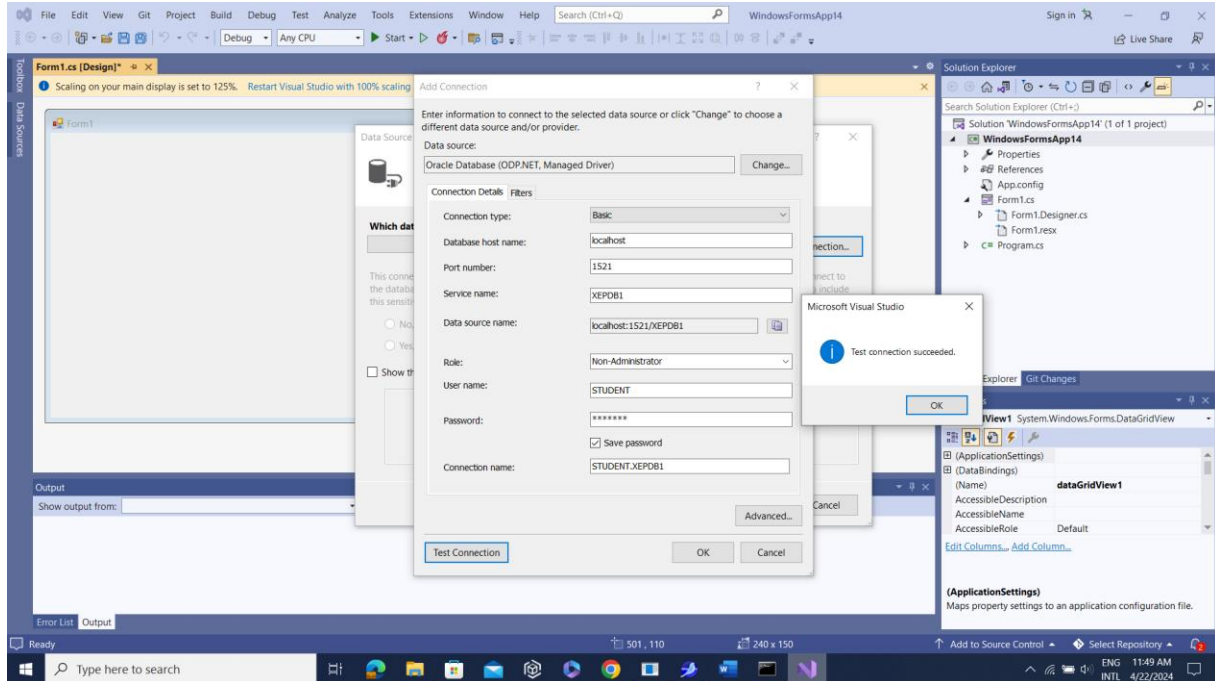 File Edit View Git Project Build Debug Test Analyze Tools Extensions Window Help Search (Ctrl+Q) WindowsFormsApp14 Sign in
Debug Any CPU Start Live Share
Toolbox
Data Sources
Form1.cs [Design]*
Scaling on your main display is set to 125%. Restart Visual Studio with 100% scaling
Form1
Data Source
Which dat
nection...
This conne
nnect to
the databa
include
this sensiti
No,
Yes
Show th
Cancel
Add Connection
Enter information to connect to the selected data source or click "Change" to choose a
different data source and/or provider.
Data source:
Oracle Database (ODP.NET, Managed Driver) Change...
Connection Details Filters
Connection type: Basic
Database host name: localhost
Port number: 1521
Service name: XEPDB1
Data source name: localhost:1521/XEPDB1
Role: Non-Administrator
User name: STUDENT
Password: *******
Save password
Connection name: STUDENT.XEPDB1
Advanced...
Test Connection OK Cancel
Microsoft Visual Studio
Test connection succeeded.
OK
Solution Explorer
Search Solution Explorer (Ctrl+;)
Solution 'WindowsFormsApp14' (1 of 1 project)
WindowsFormsApp14
Properties
References
App.config
Form1.cs
Form1.Designer.cs
Form1.resx
C# Program.cs
Explorer Git Changes
View1 System.Windows.Forms.DataGridView
(ApplicationSettings)
(DataBindings)
(Name) dataGridView1
AccessibleDescription
AccessibleName
AccessibleRole Default
Edit Columns..., Add Column...
(ApplicationSettings)
Maps property settings to an application configuration file.
Output
Show output from:
Error List Output
Ready 501 , 110 240 x 150 Add to Source Control Select Repository 2
Type here to search ENG 11:49 AM
INTL 4/22/2024